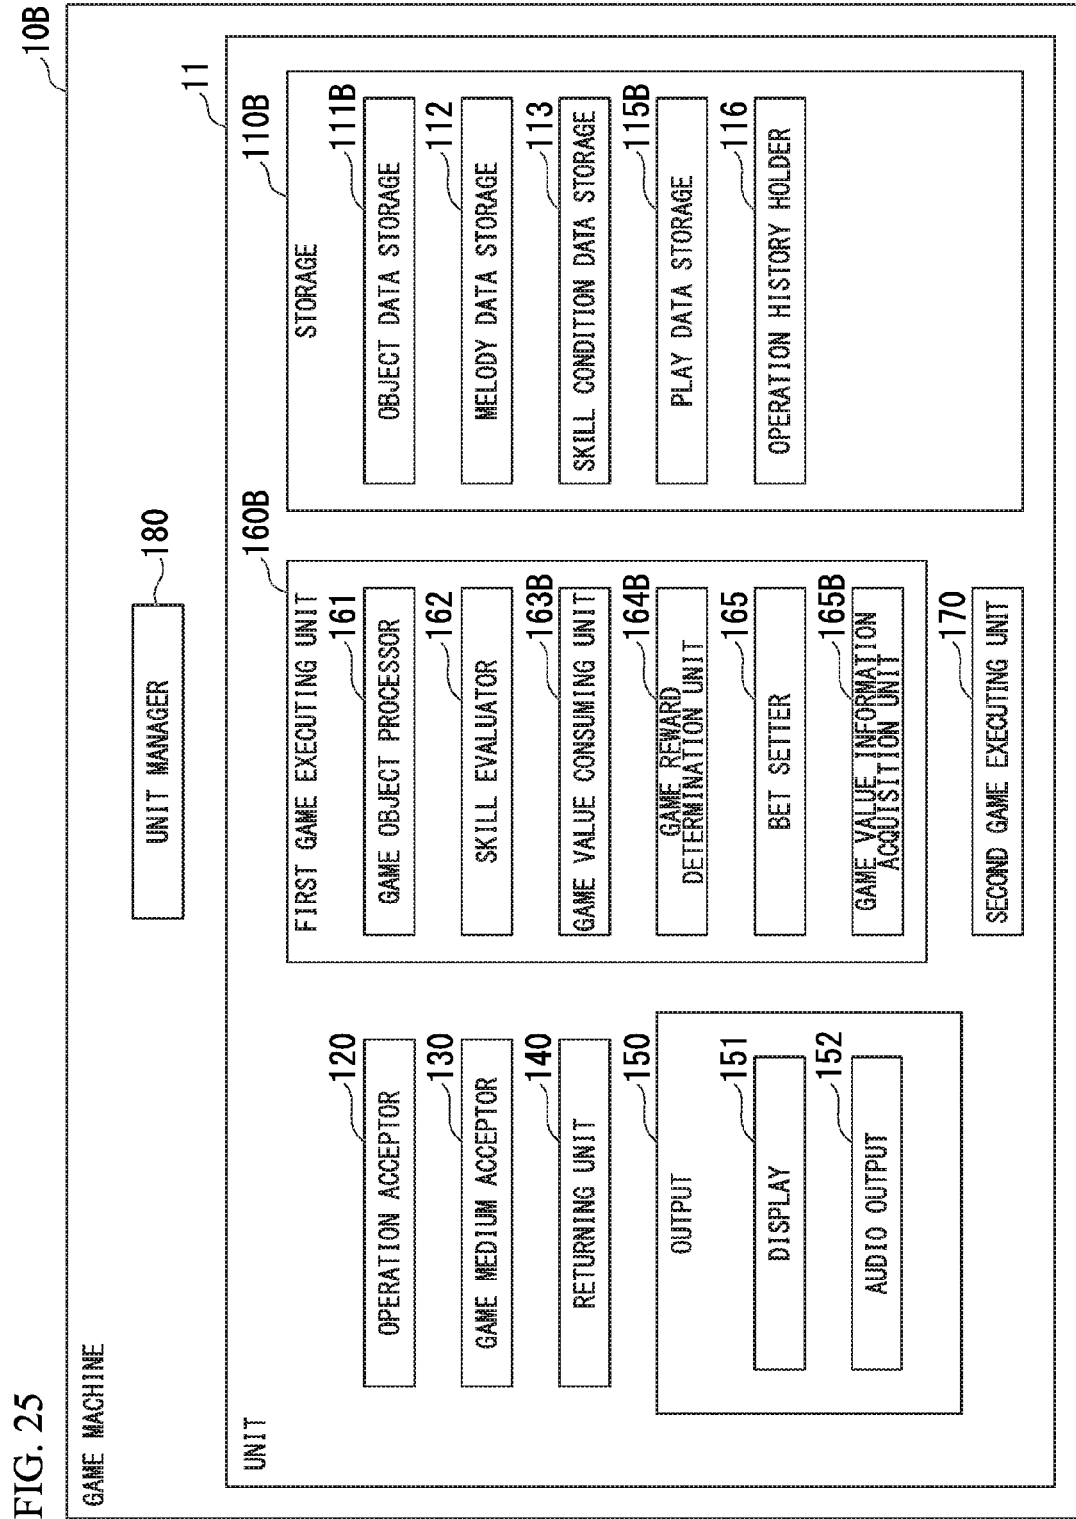 FIG. 25
10B
GAME MACHINE
UNIT MANAGER
180
11
UNIT
OPERATION ACCEPTOR
120
GAME MEDIUM ACCEPTOR
130
RETURNING UNIT
140
150
OUTPUT
DISPLAY
151
AUDIO OUTPUT
152
160B
FIRST GAME EXECUTING UNIT
161
GAME OBJECT PROCESSOR
162
SKILL EVALUATOR
163B
GAME VALUE CONSUMING UNIT
164B
GAME REWARD
DETERMINATION UNIT
165
BET SETTER
165B
GAME VALUE INFORMATION
ACQUISITION UNIT
170
SECOND GAME EXECUTING UNIT
110B
STORAGE
111B
OBJECT DATA STORAGE
112
MELODY DATA STORAGE
113
SKILL CONDITION DATA STORAGE
115B
PLAY DATA STORAGE
116
OPERATION HISTORY HOLDER